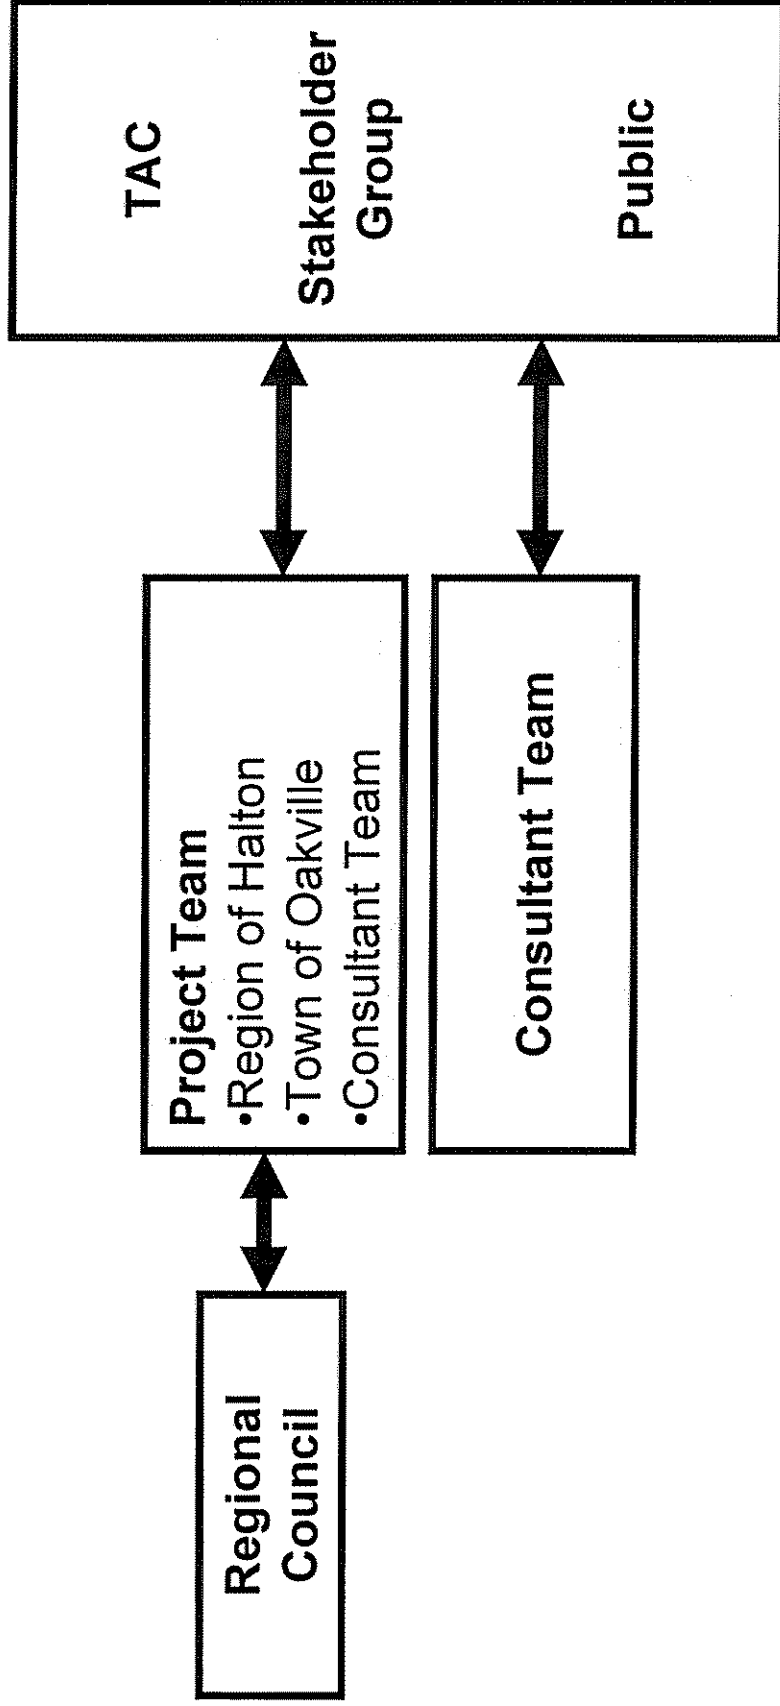 Regional
Council
Project Team
•Region of Halton
•Town of Oakville
•Consultant Team
Consultant Team
TAC
Stakeholder
Group
Public